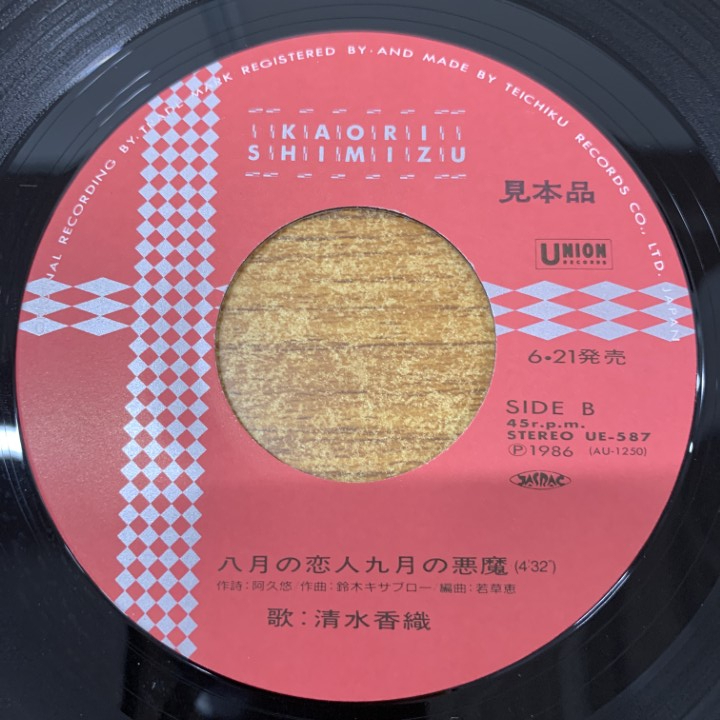 ORIGINAL RECORDING BY. TRADE MARK REGISTERED BY・AND MADE BY TEICHIKU RECORDS CO., LTD. JAPAN
KAORI
SHIMIZU
見本品
UNION
RECORDS
6•21発売
SIDE B
45r.p.m.
STEREO UE-587
Ⓟ1986 (AU-1250)
JASRAC
八月の恋人九月の悪魔(4'32")
作詩:阿久悠/作曲:鈴木キサブロー/編曲:若草恵
歌:清水香織